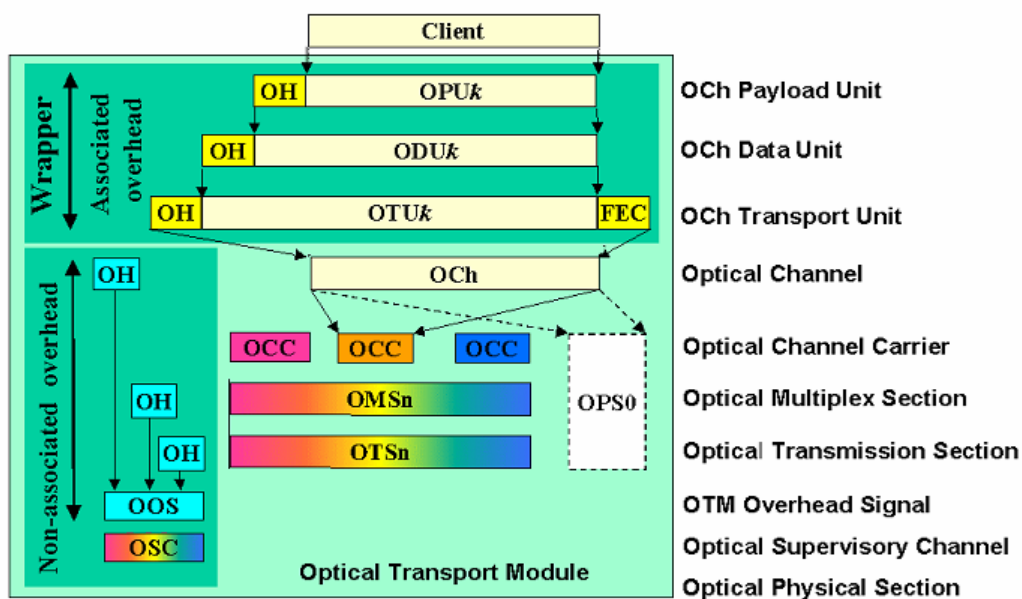 Client
OH OPUk OCh Payload Unit
OH ODUk OCh Data Unit
OH OTUk FEC OCh Transport Unit
Wrapper
Associated
overhead
OH OCh Optical Channel
OCC OCC OCC Optical Channel Carrier
OH OMSn OPS0 Optical Multiplex Section
OH OTSn Optical Transmission Section
OOS OTM Overhead Signal
OSC Optical Supervisory Channel
Non-associated overhead
Optical Transport Module
Optical Physical Section